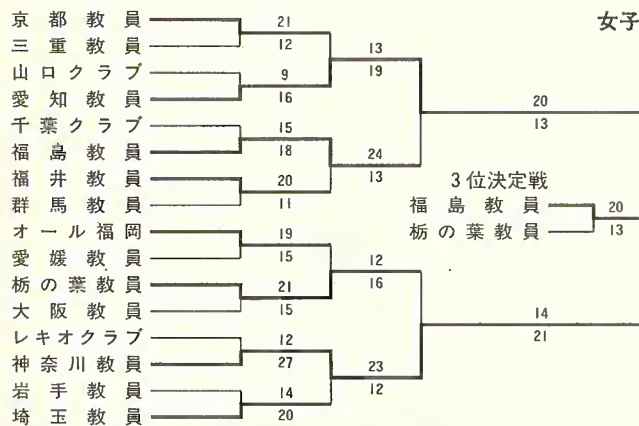 女子
京都教員
三重教員
山口クラブ
愛知教員
千葉クラブ
福島教員
福井教員
群馬教員
オール福岡
愛媛教員
栃の葉教員
大阪教員
レキオクラブ
神奈川教員
岩手教員
埼玉教員
21
12
9
16
15
18
20
11
19
15
21
15
12
27
14
20
13
19
24
13
12
16
23
12
20
13
14
21
3位決定戦
福島教員
栃の葉教員
20
13